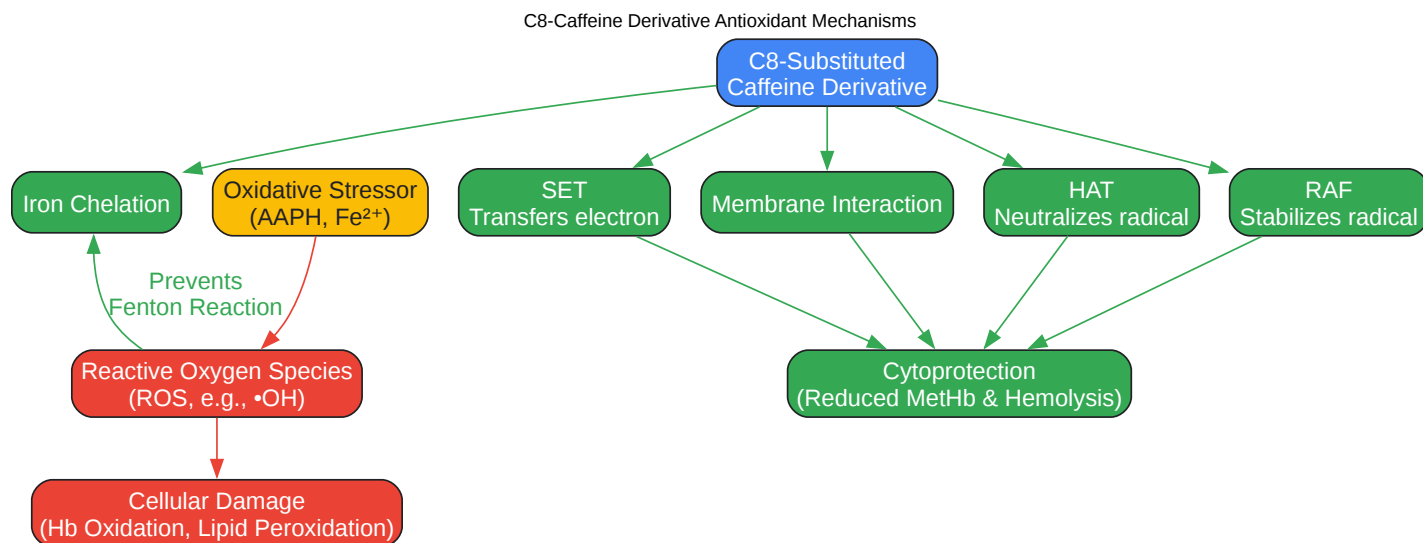 C8-Caffeine Derivative Antioxidant Mechanisms
C8-Substituted
Caffeine Derivative
Iron Chelation
Oxidative Stressor
(AAPH, Fe²⁺)
SET
Transfers electron
Membrane Interaction
HAT
Neutralizes radical
RAF
Stabilizes radical
Prevents
Fenton Reaction
Reactive Oxygen Species
(ROS, e.g., •OH)
Cytoprotection
(Reduced MetHb & Hemolysis)
Cellular Damage
(Hb Oxidation, Lipid Peroxidation)